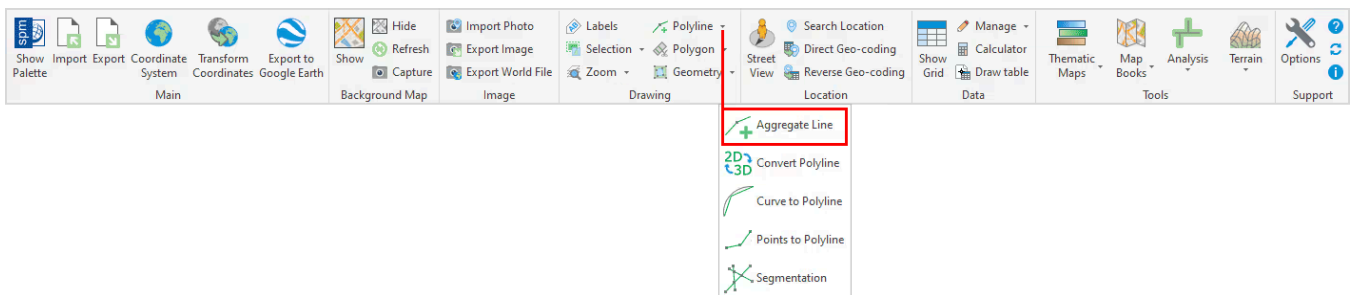 spm
Show Palette
Import
Export
Coordinate System
Transform Coordinates
Export to Google Earth
Main
Show
Hide
Refresh
Capture
Background Map
Import Photo
Export Image
Export World File
Image
Labels
Selection
Zoom
Polyline
Polygon
Geometry
Drawing
Street View
Search Location
Direct Geo-coding
Reverse Geo-coding
Location
Show Grid
Manage
Calculator
Draw table
Data
Thematic Maps
Map Books
Analysis
Terrain
Tools
Options
Support
Aggregate Line
2D
3D
Convert Polyline
Curve to Polyline
Points to Polyline
Segmentation